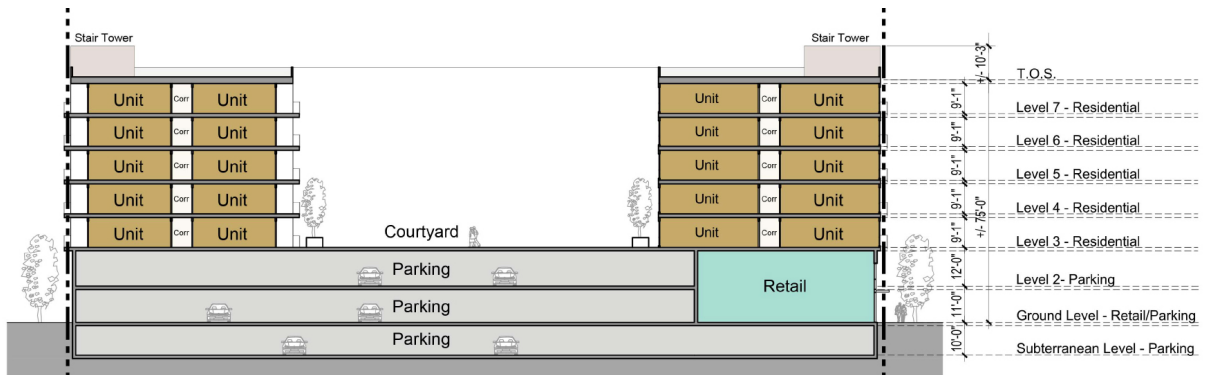 Stair Tower
Stair Tower
+/- 10'-3"
T.O.S.
Unit Corr Unit Unit Corr Unit 9'-1" Level 7 - Residential
Unit Corr Unit Unit Corr Unit 9'-1" Level 6 - Residential
Unit Corr Unit Unit Corr Unit 9'-1" Level 5 - Residential
Unit Corr Unit Unit Corr Unit 9'-1" Level 4 - Residential
+/- 75'-0"
Unit Corr Unit Courtyard Unit Corr Unit 9'-1" Level 3 - Residential
Parking 12'-0" Level 2- Parking
Retail
Parking 11'-0" Ground Level - Retail/Parking
Parking 10'-0" Subterranean Level - Parking